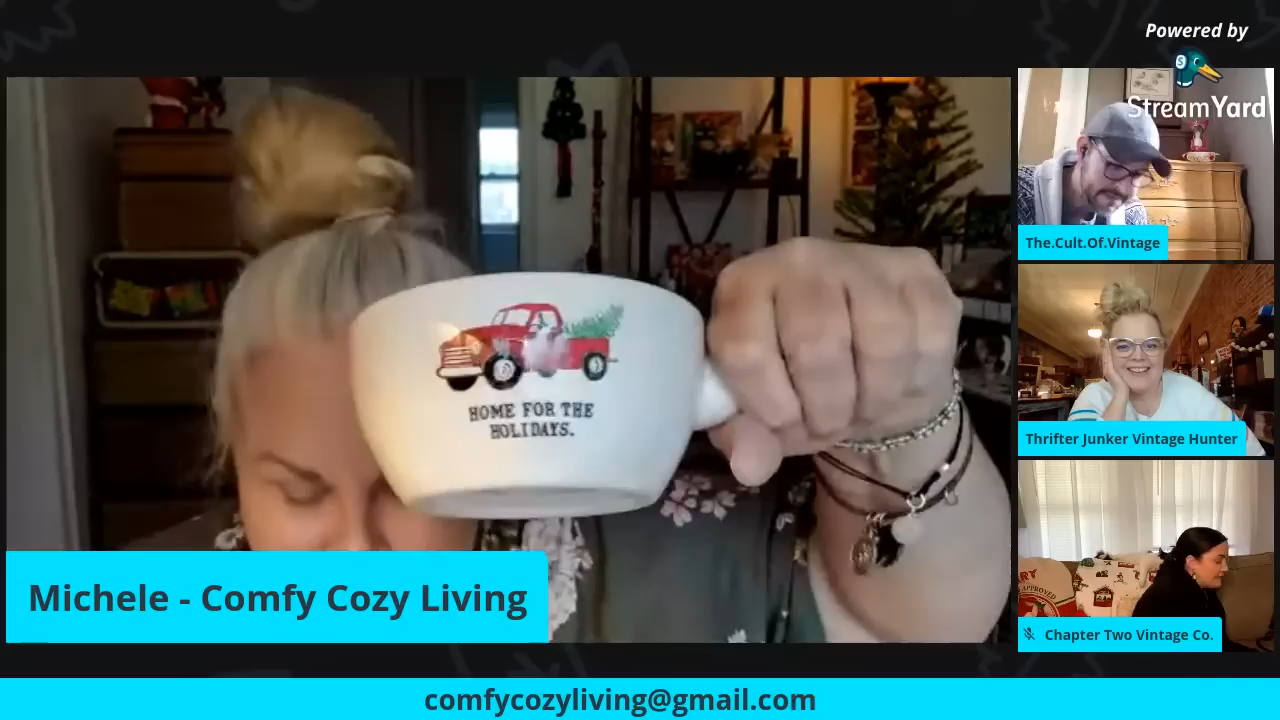 Powered by
StreamYard
HOME FOR THE
HOLIDAYS.
The.Cult.Of.Vintage
Thrifter Junker Vintage Hunter
APPROVED
Michele - Comfy Cozy Living
Chapter Two Vintage Co.
comfycozyliving@gmail.com